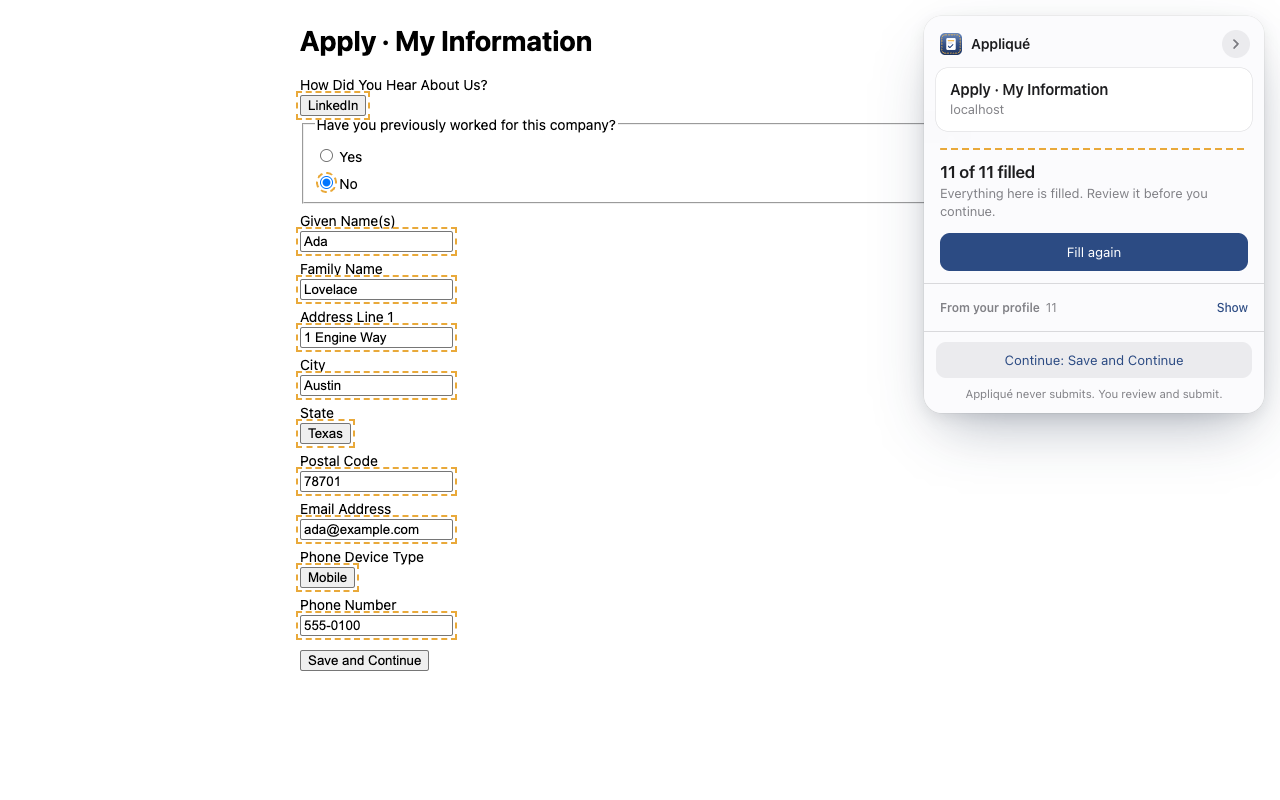 Apply · My Information
How Did You Hear About Us?
LinkedIn
Have you previously worked for this company?
Yes
No
Given Name(s)
Ada
Family Name
Lovelace
Address Line 1
1 Engine Way
City
Austin
State
Texas
Postal Code
78701
Email Address
ada@example.com
Phone Device Type
Mobile
Phone Number
555-0100
Save and Continue
Appliqué
Apply · My Information
localhost
11 of 11 filled
Everything here is filled. Review it before you
continue.
Fill again
From your profile 11 Show
Continue: Save and Continue
Appliqué never submits. You review and submit.